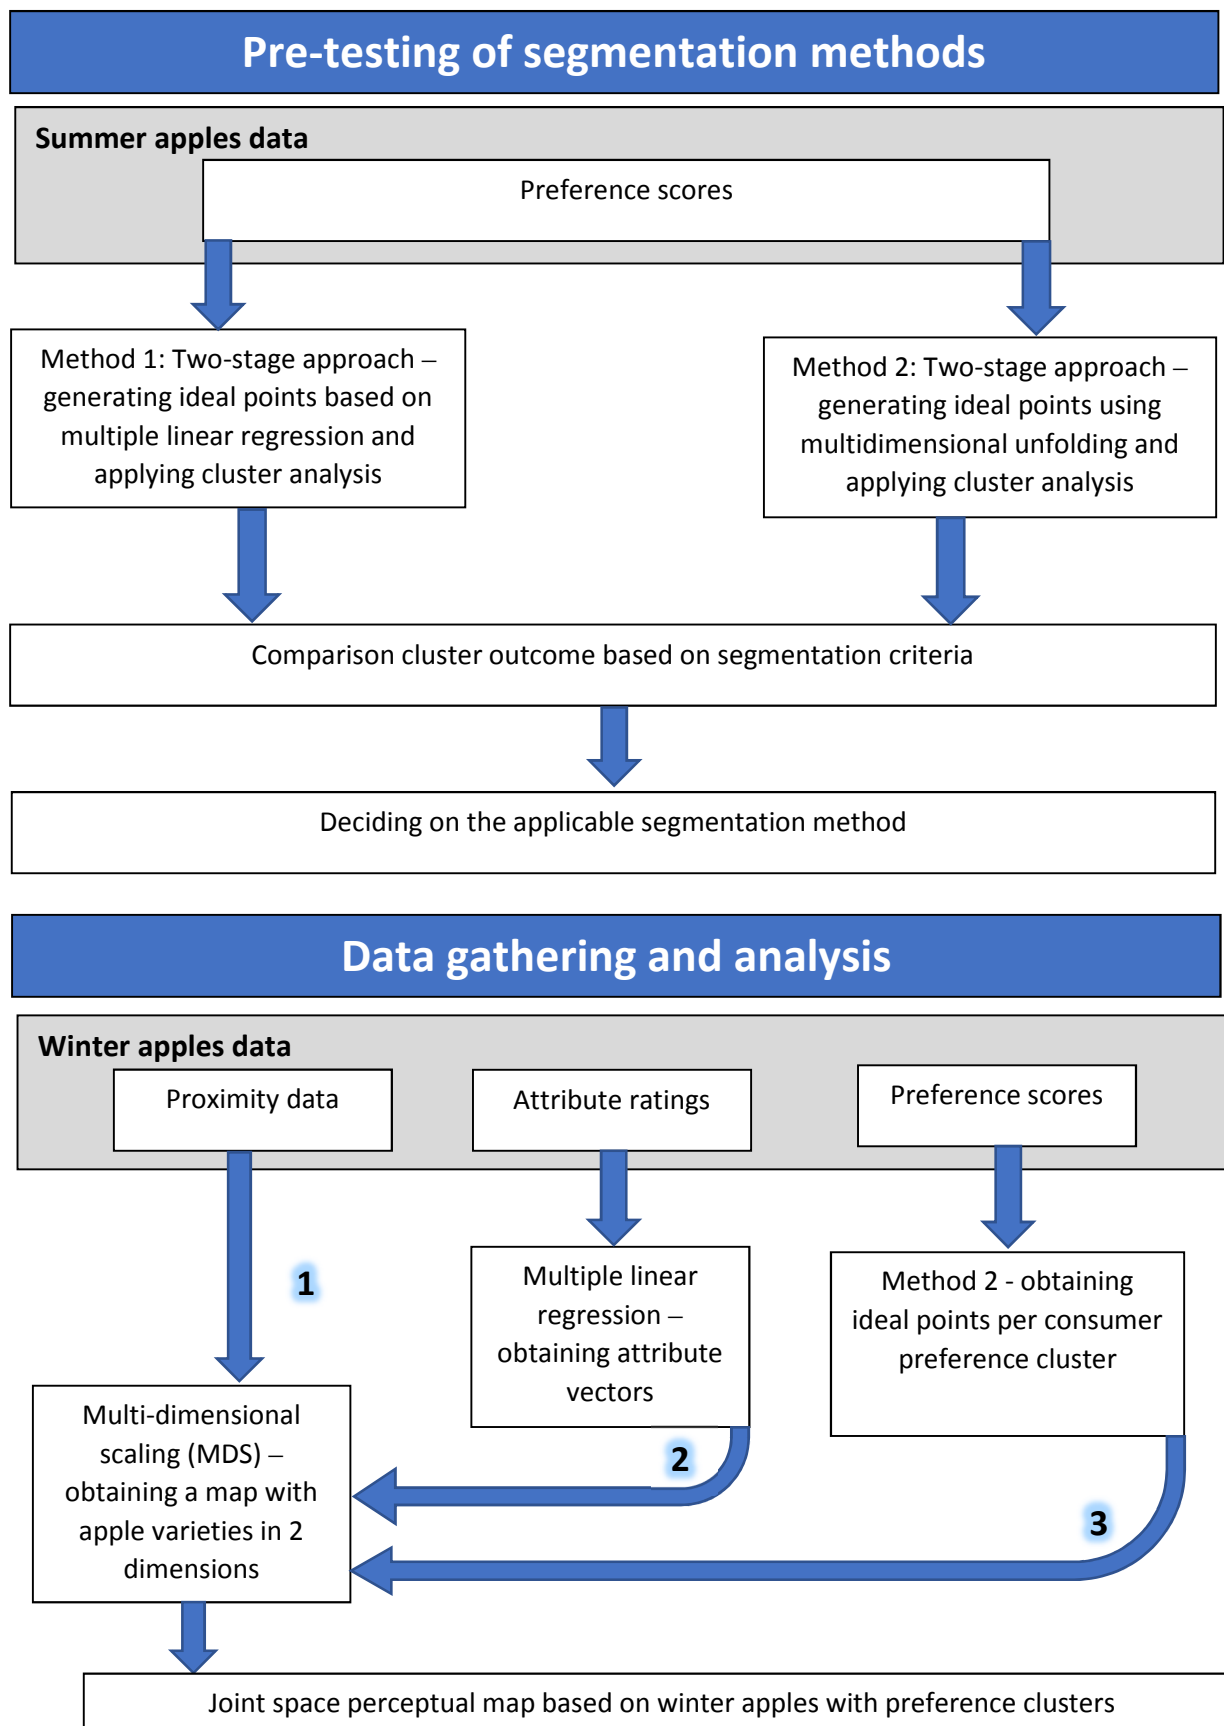 Pre-testing of segmentation methods
Summer apples data
Preference scores
Method 1: Two-stage approach –
generating ideal points based on
multiple linear regression and
applying cluster analysis
Method 2: Two-stage approach –
generating ideal points using
multidimensional unfolding and
applying cluster analysis
Comparison cluster outcome based on segmentation criteria
Deciding on the applicable segmentation method
Data gathering and analysis
Winter apples data
Proximity data
Attribute ratings
Preference scores
1
Multiple linear
regression –
obtaining attribute
vectors
Method 2 - obtaining
ideal points per consumer
preference cluster
2
3
Multi-dimensional
scaling (MDS) –
obtaining a map with
apple varieties in 2
dimensions
Joint space perceptual map based on winter apples with preference clusters